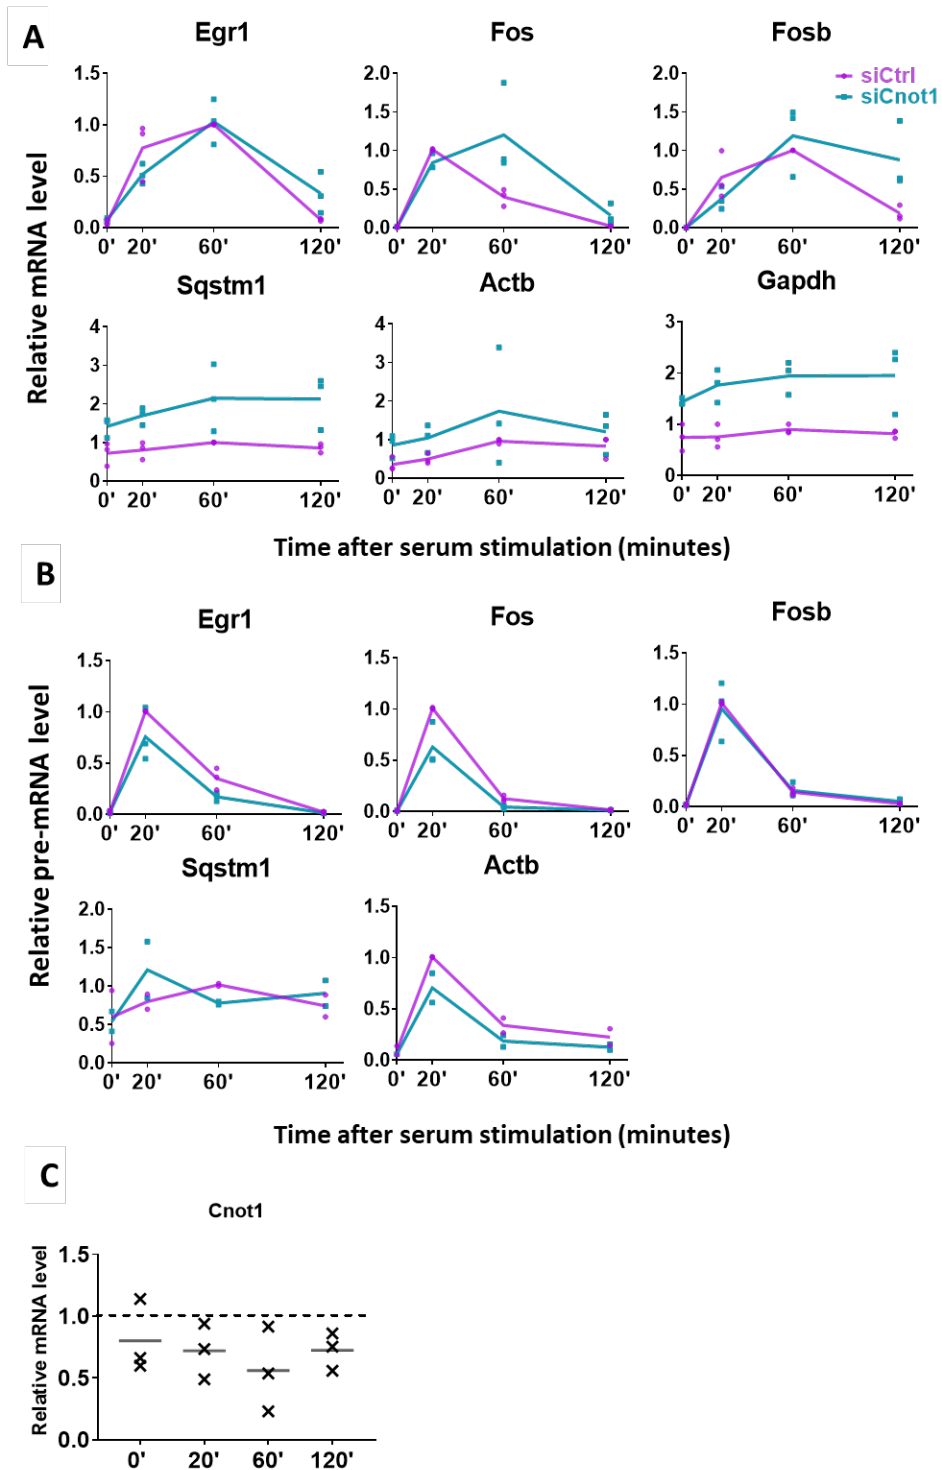 A
Egr1
Fos
Fosb
siCtrl
siCnot1
Relative mRNA level
1.5
1.0
0.5
0.0
0' 20' 60' 120'
2.0
1.5
1.0
0.5
0.0
0' 20' 60' 120'
2.0
1.5
1.0
0.5
0.0
0' 20' 60' 120'
Sqstm1
Actb
Gapdh
4
3
2
1
0
0' 20' 60' 120'
4
3
2
1
0
0' 20' 60' 120'
3
2
1
0
0' 20' 60' 120'
Time after serum stimulation (minutes)
B
Egr1
Fos
Fosb
Relative pre-mRNA level
1.5
1.0
0.5
0.0
0' 20' 60' 120'
1.5
1.0
0.5
0.0
0' 20' 60' 120'
1.5
1.0
0.5
0.0
0' 20' 60' 120'
Sqstm1
Actb
2.0
1.5
1.0
0.5
0.0
0' 20' 60' 120'
1.5
1.0
0.5
0.0
0' 20' 60' 120'
Time after serum stimulation (minutes)
C
Cnot1
Relative mRNA level
1.5
1.0
0.5
0.0
0' 20' 60' 120'